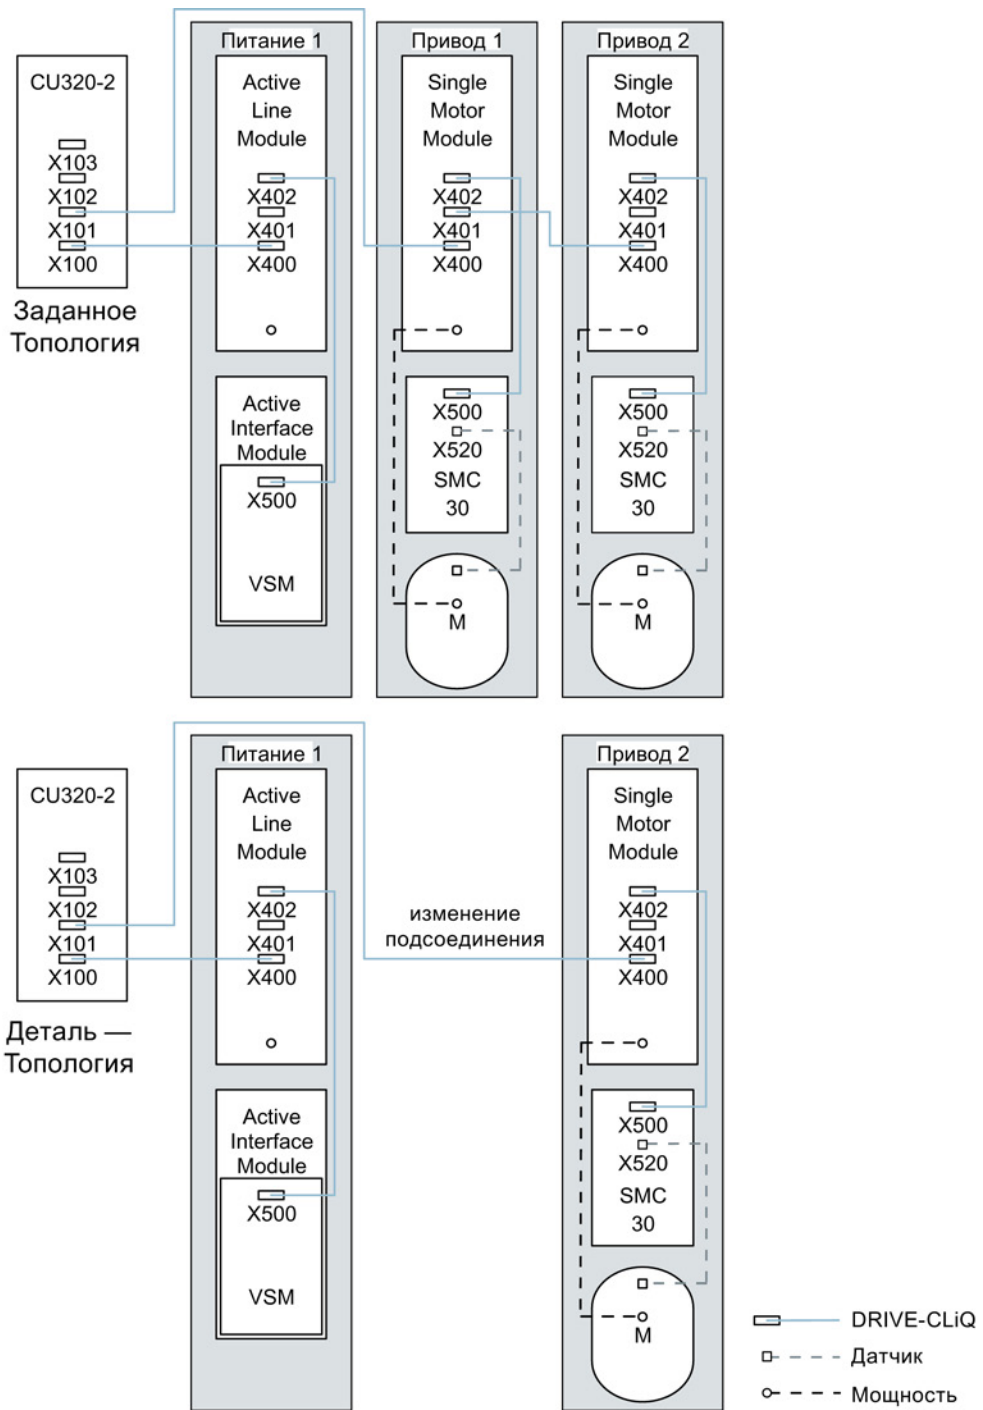 CU320-2
X103
X102
X101
X100
Заданное
Топология
Питание 1
Active
Line
Module
X402
X401
X400
Active
Interface
Module
X500
VSM
Привод 1
Single
Motor
Module
X402
X401
X400
X500
X520
SMC
30
M
Привод 2
Single
Motor
Module
X402
X401
X400
X500
X520
SMC
30
M
CU320-2
X103
X102
X101
X100
Деталь —
Топология
Питание 1
Active
Line
Module
X402
X401
X400
Active
Interface
Module
X500
VSM
изменение
подсоединения
Привод 2
Single
Motor
Module
X402
X401
X400
X500
X520
SMC
30
M
DRIVE-CLiQ
Датчик
Мощность